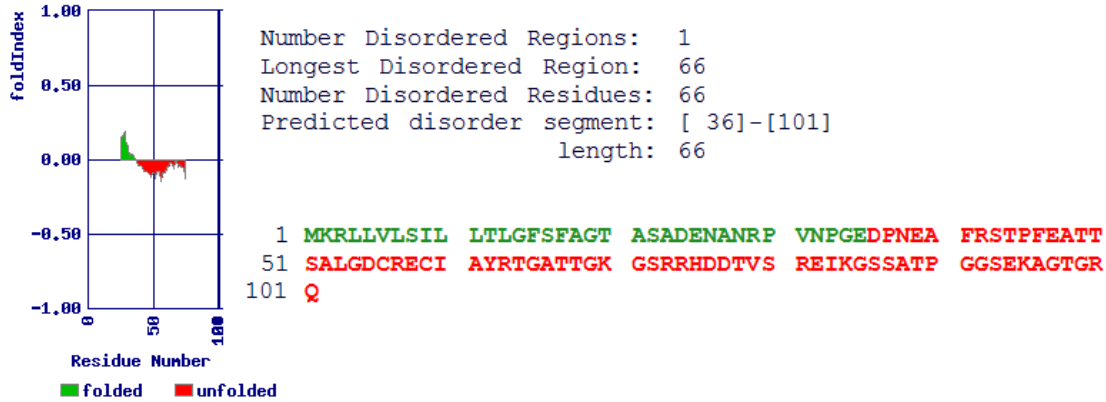 1.00
0.50
0.00
-0.50
-1.00
foldIndex
0
50
100
Residue Number
folded unfolded
Number Disordered Regions: 1
Longest Disordered Region: 66
Number Disordered Residues: 66
Predicted disorder segment: [ 36]-[101]
length: 66
1 MKRLLVLSIL LTLGFSFAGT ASADENANRP VNPGEDPNEA FRSTPFEATT
51 SALGDCRECI AYRTGATTGK GSRRHDDTVS REIKGSSATP GGSEKAGTGR
101 Q